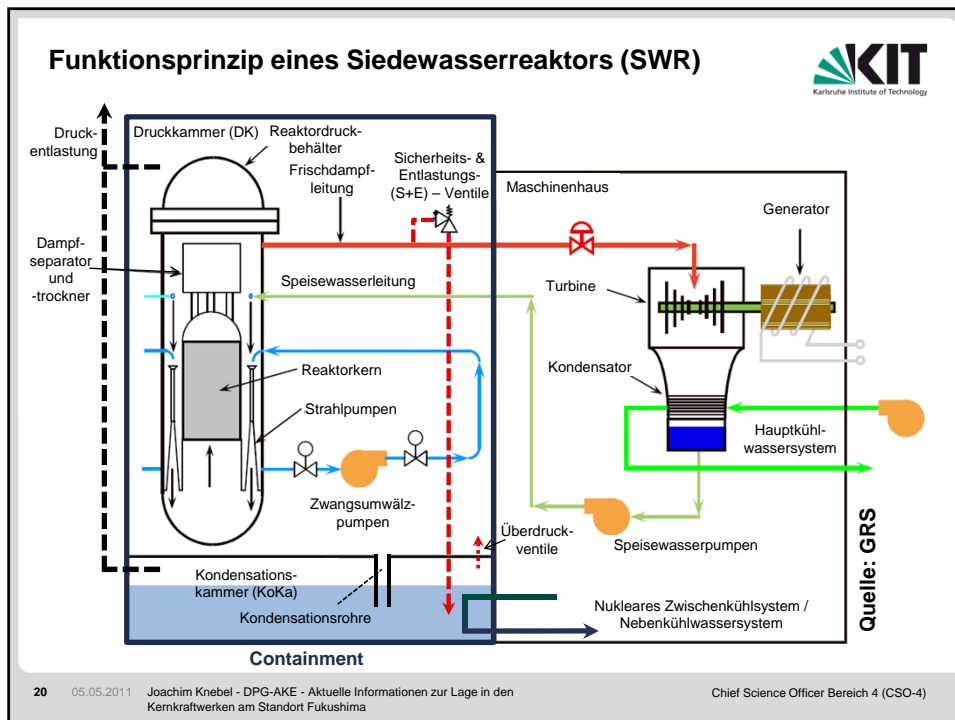 Funktionsprinzip eines Siedewasserreaktors (SWR)
KIT
Karlsruhe Institute of Technology
Druck-
entlastung
Druckkammer (DK)
Reaktordruck-
behälter
Frischdampf-
leitung
Sicherheits- &
Entlastungs-
(S+E) – Ventile
Maschinenhaus
Generator
Dampf-
separator
und
-trockner
Speisewasserleitung
Turbine
Reaktorkern
Kondensator
Strahlpumpen
Hauptkühl-
wassersystem
Zwangsumwälz-
pumpen
Überdruck-
ventile
Speisewasserpumpen
Kondensations-
kammer (KoKa)
Kondensationsrohre
Nukleares Zwischenkühlsystem /
Nebenkühlwassersystem
Quelle: GRS
Containment
20 05.05.2011 Joachim Knebel - DPG-AKE - Aktuelle Informationen zur Lage in den
Kernkraftwerken am Standort Fukushima
Chief Science Officer Bereich 4 (CSO-4)